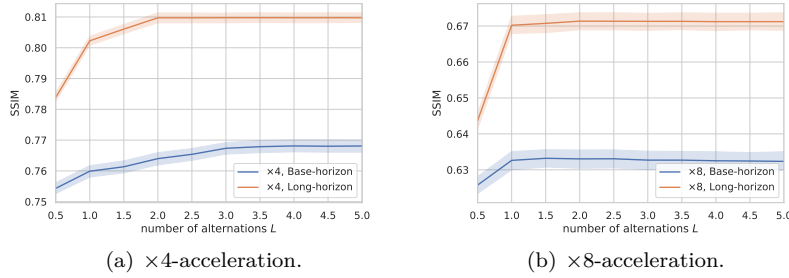 0.81
0.80
0.79
0.78
0.77
0.76
0.75
SSIM
0.5 1.0 1.5 2.0 2.5 3.0 3.5 4.0 4.5 5.0
number of alternations L
×4, Base-horizon
×4, Long-horizon
(a) ×4-acceleration.
0.67
0.66
0.65
0.64
0.63
SSIM
0.5 1.0 1.5 2.0 2.5 3.0 3.5 4.0 4.5 5.0
number of alternations L
×8, Base-horizon
×8, Long-horizon
(b) ×8-acceleration.